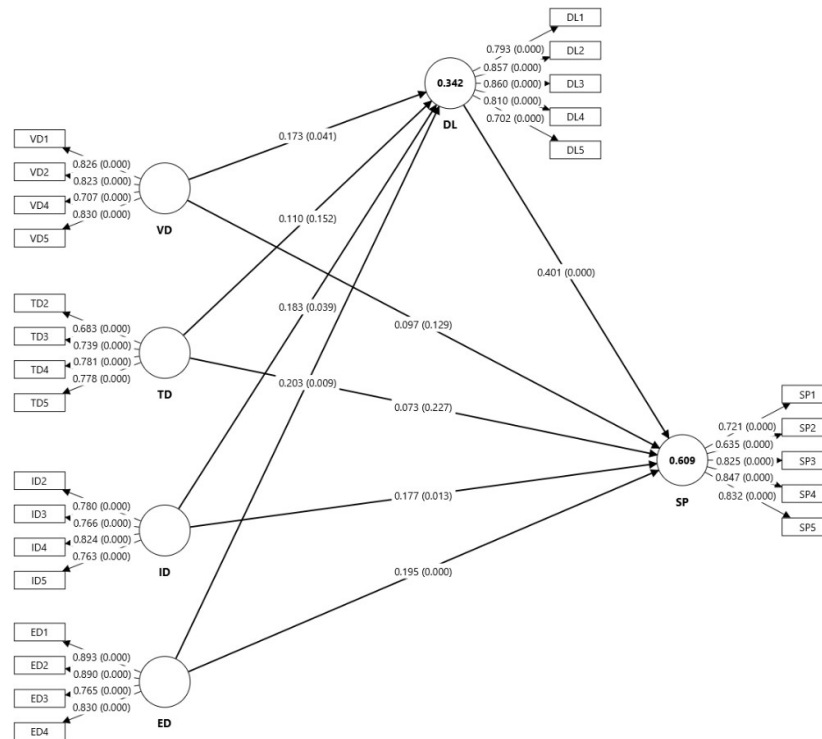 DL1
0.793 (0.000)
DL2
0.857 (0.000)
0.342
0.860 (0.000)
DL3
0.810 (0.000)
DL4
0.702 (0.000)
DL
DL5
VD1
0.826 (0.000)
VD2
0.823 (0.000)
VD4
0.707 (0.000)
VD5
0.830 (0.000)
VD
0.173 (0.041)
0.110 (0.152)
0.401 (0.000)
TD2
0.683 (0.000)
TD3
0.739 (0.000)
TD4
0.781 (0.000)
TD5
0.778 (0.000)
TD
0.183 (0.039)
0.097 (0.129)
0.203 (0.009)
0.073 (0.227)
SP1
0.721 (0.000)
SP2
0.635 (0.000)
0.609
0.825 (0.000)
SP3
0.847 (0.000)
SP4
0.832 (0.000)
SP
SP5
ID2
0.780 (0.000)
ID3
0.766 (0.000)
ID4
0.824 (0.000)
ID5
0.763 (0.000)
ID
0.177 (0.013)
0.195 (0.000)
ED1
0.893 (0.000)
ED2
0.890 (0.000)
ED3
0.765 (0.000)
ED4
0.830 (0.000)
ED